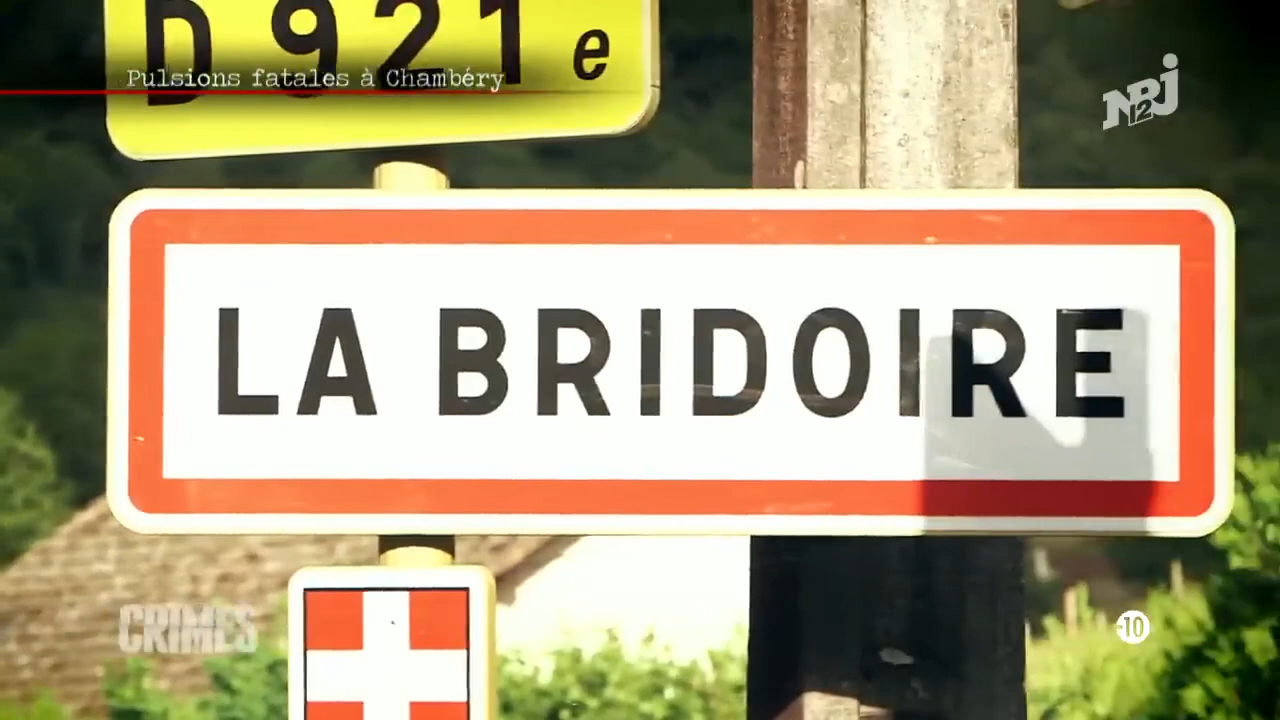 D 921 e
Pulsions fatales à Chambéry
NRJ
12
LA BRIDOIRE
CRIMES
-10